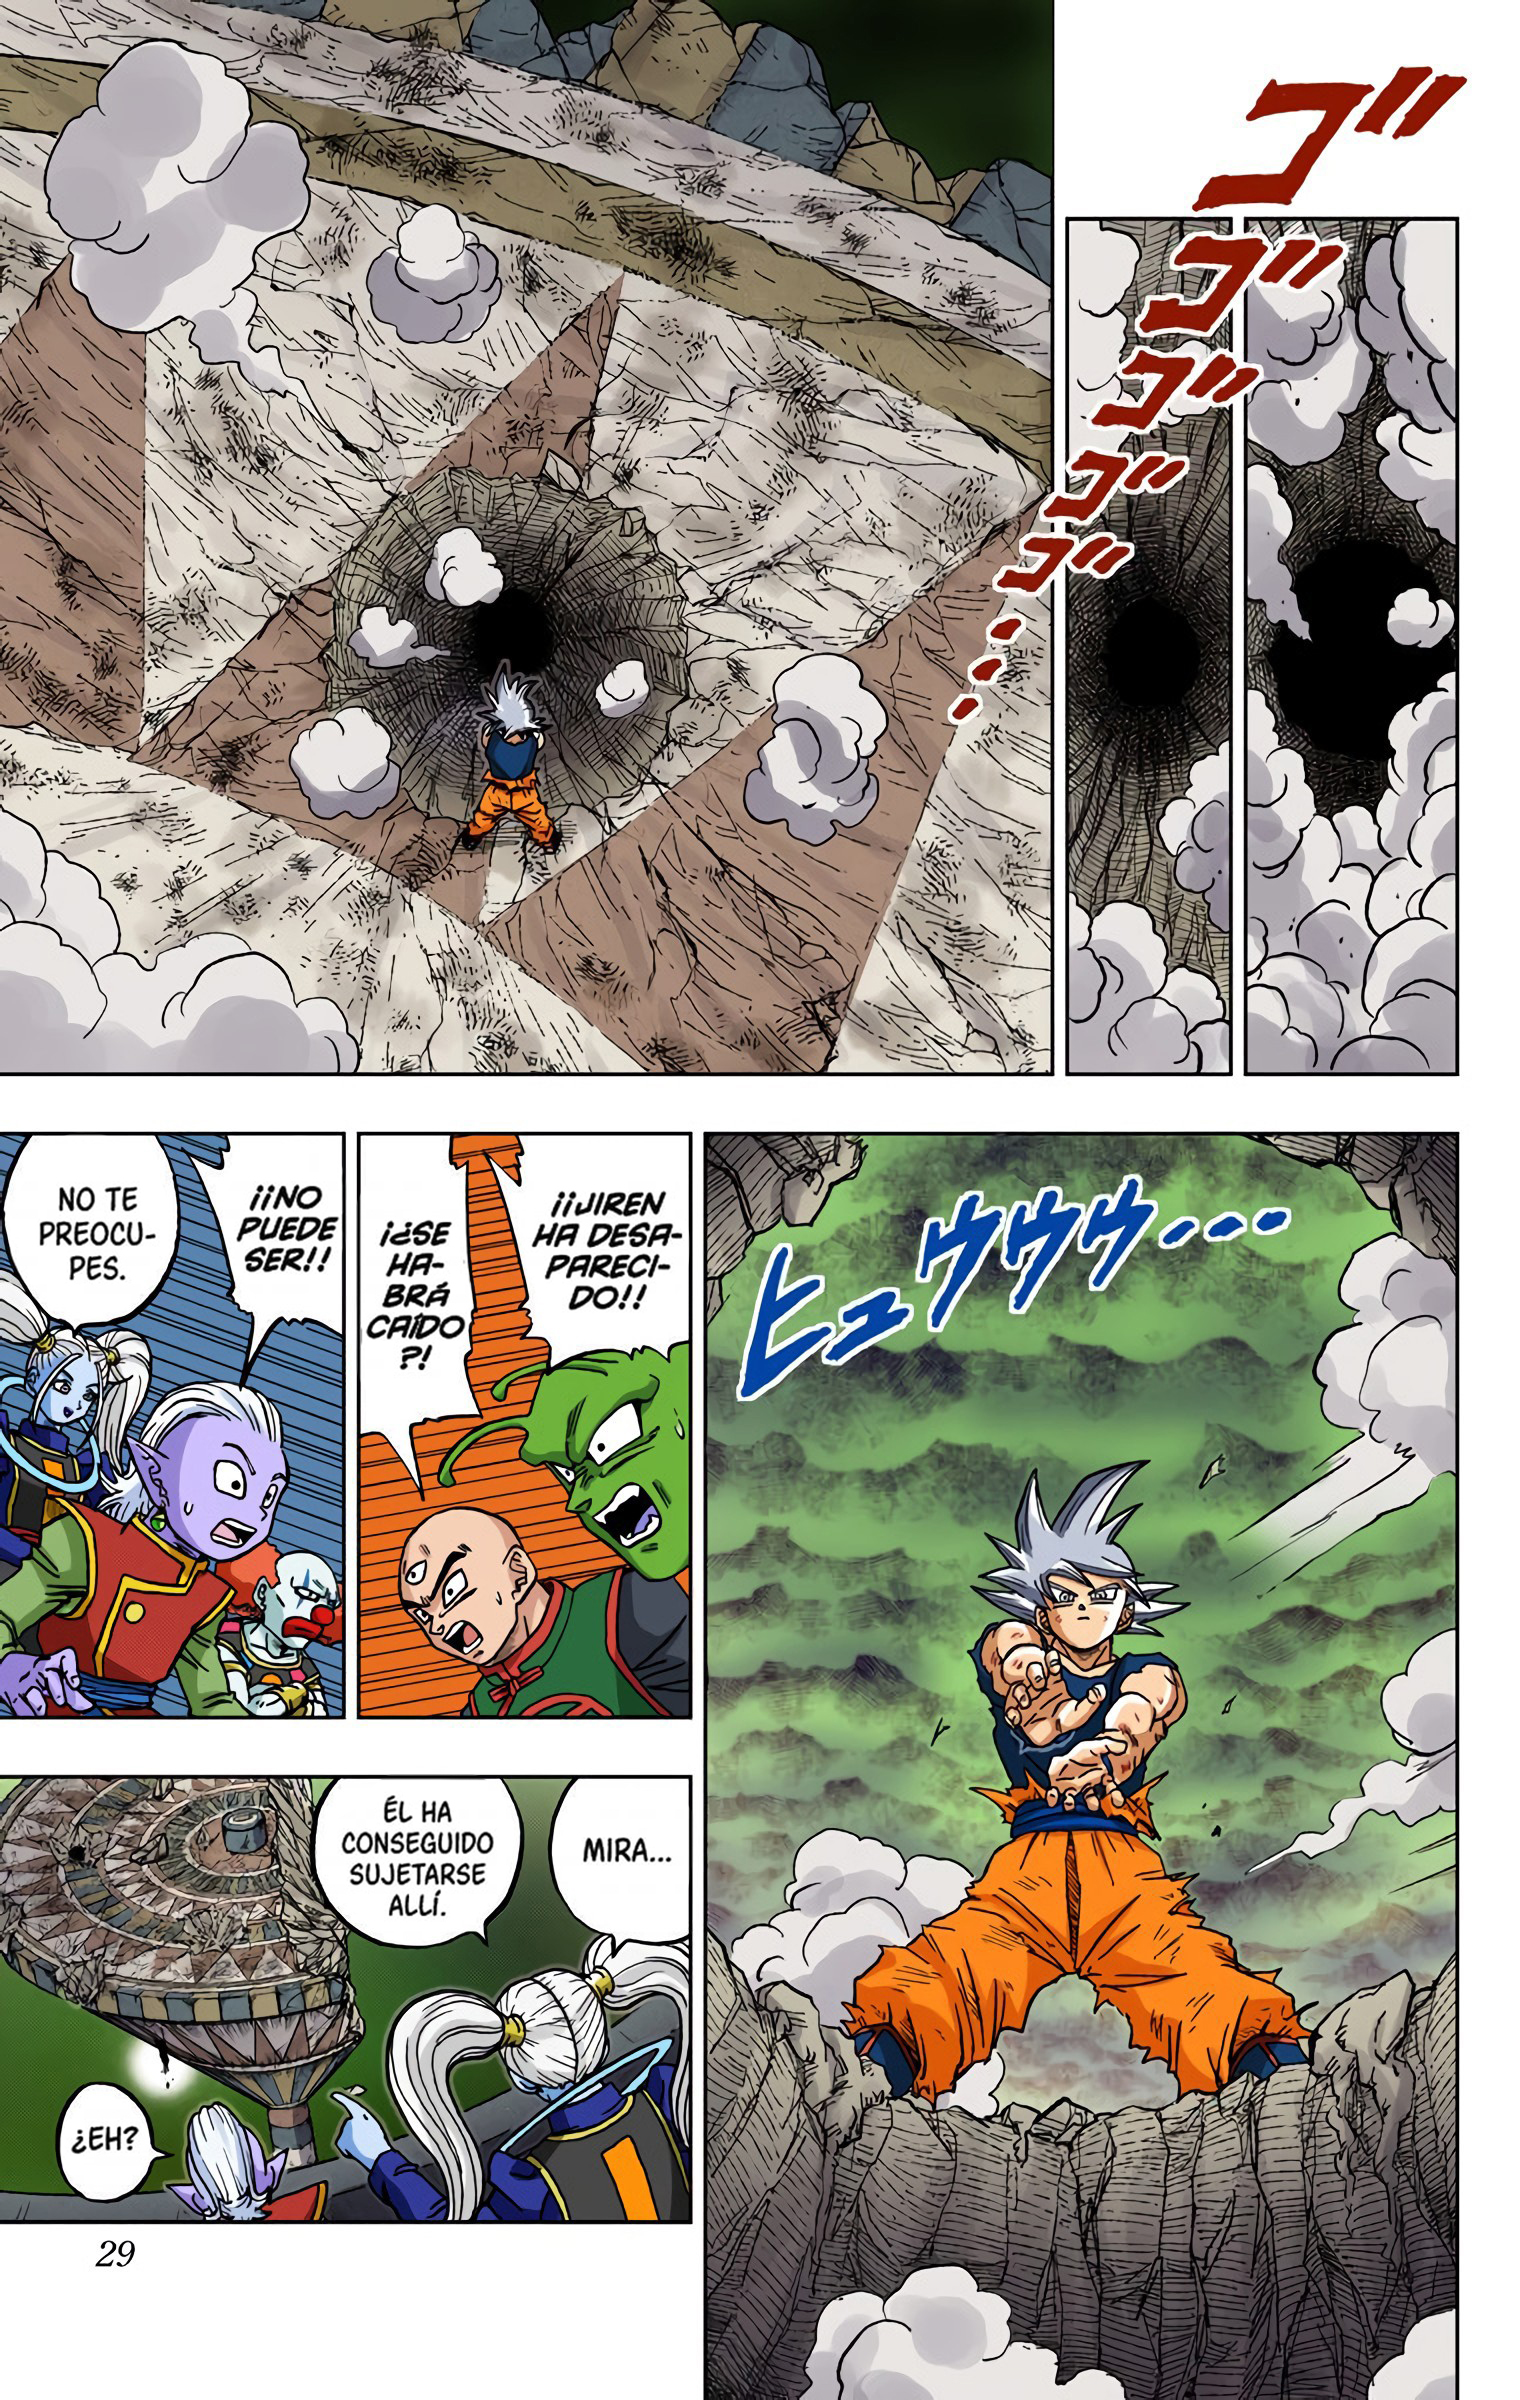 ゴ
ゴ
ゴ
ゴ
ゴ...
ヒュウウウ...
¡¡JIREN
HA DESA-
PARECI-
DO!!
¡¿SE
HA-
BRÁ
CAÍDO
?!
¡¡NO
PUEDE
SER!!
NO TE
PREOCU-
PES.
MIRA...
ÉL HA
CONSEGUIDO
SUJETARSE
ALLÍ.
¿EH?
29